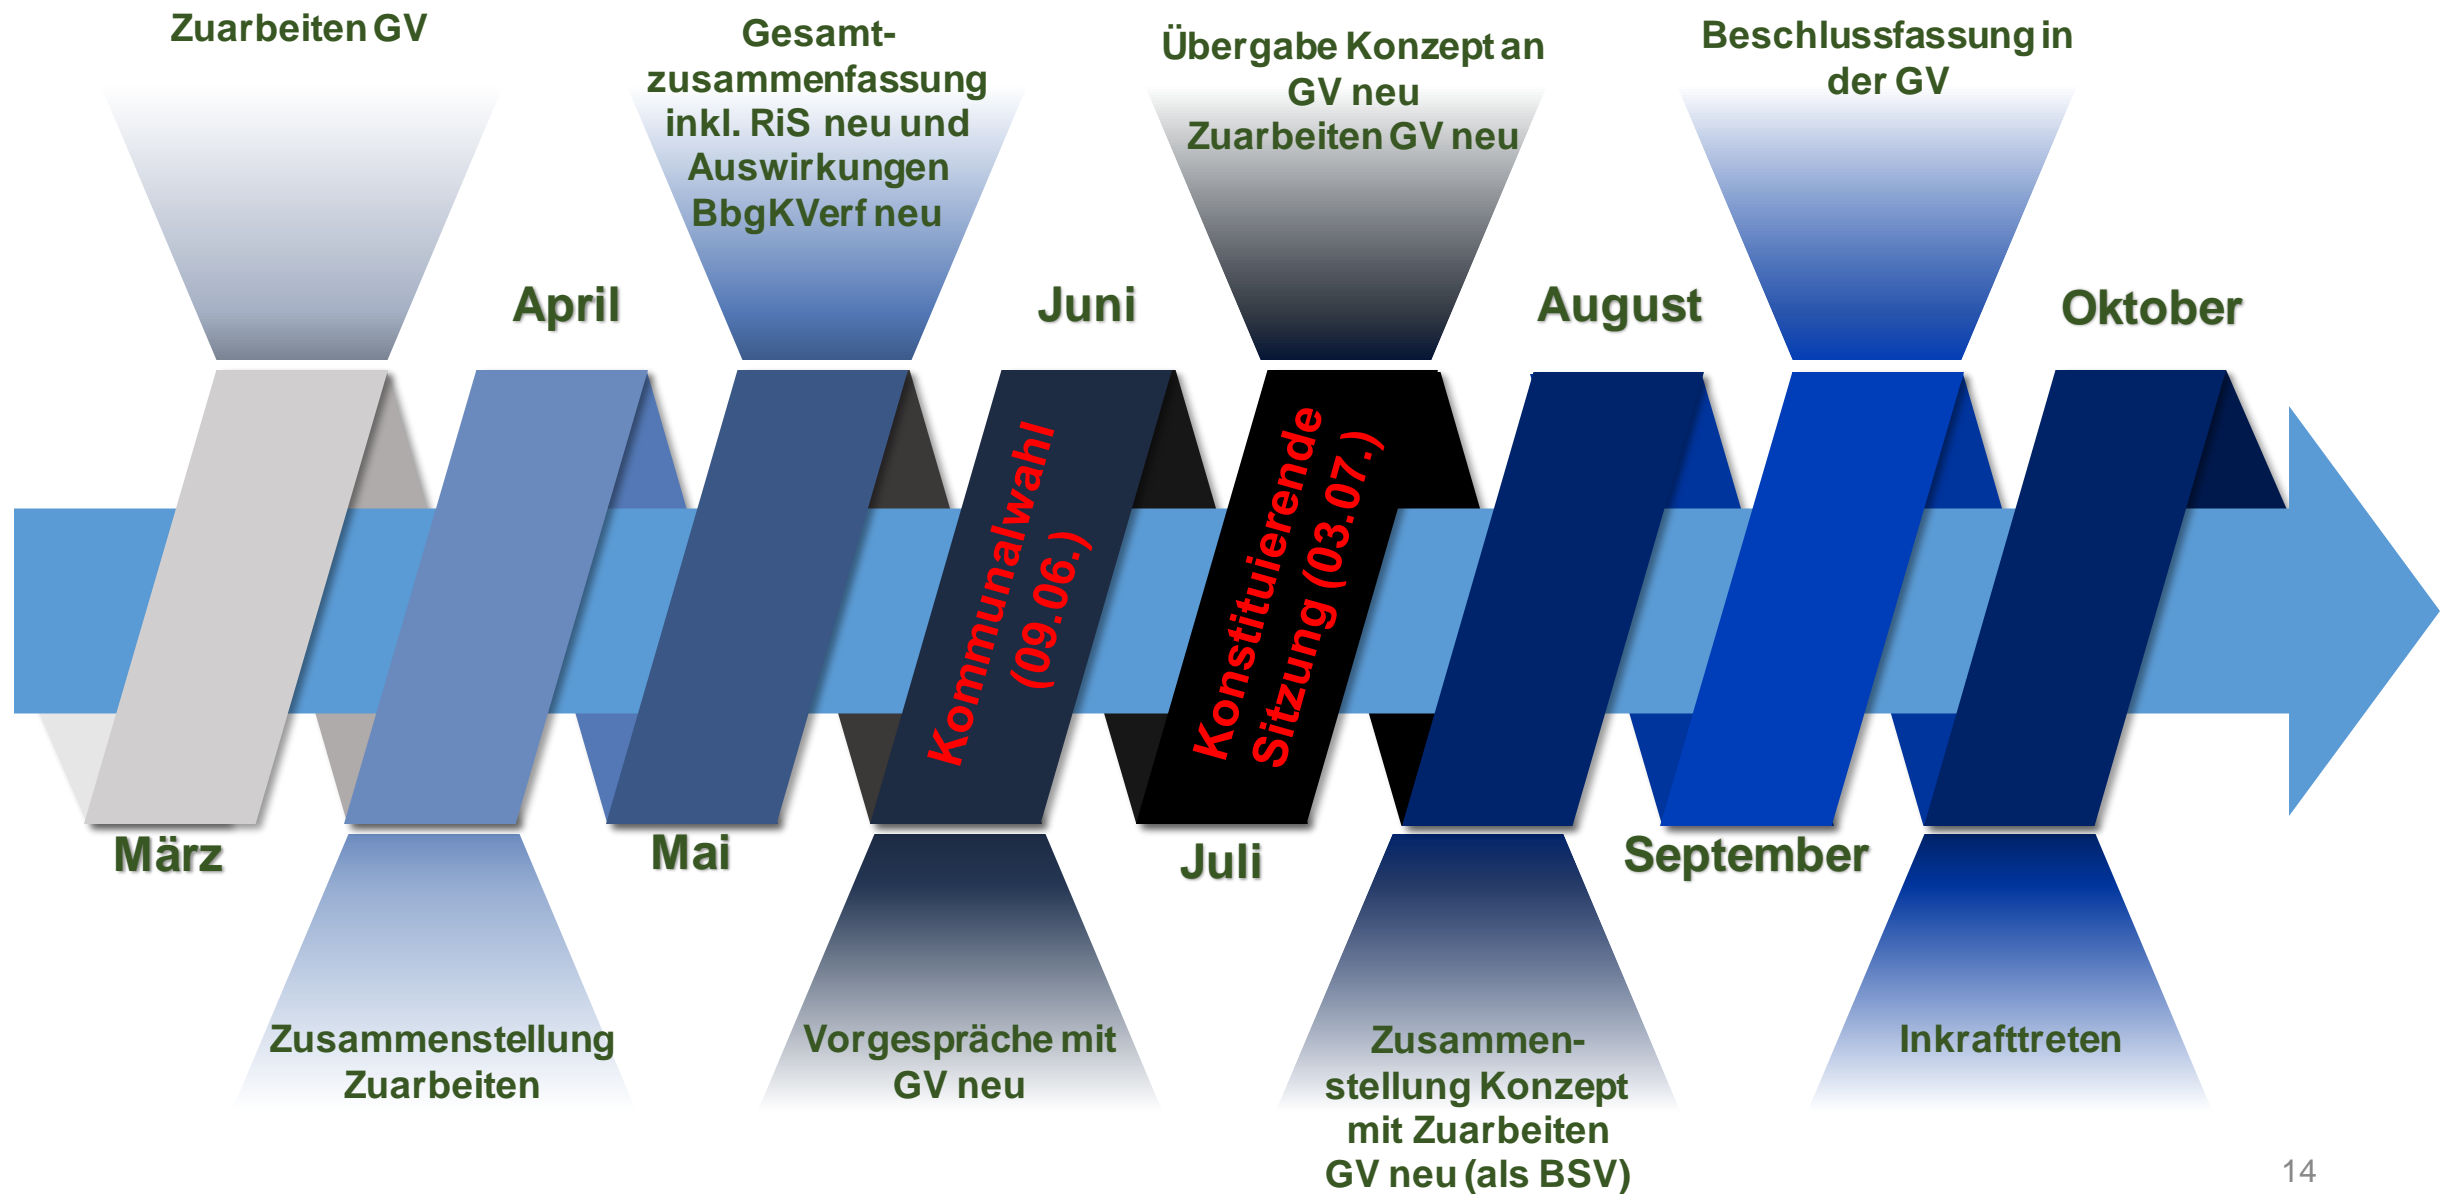 Zuarbeiten GV
Gesamt-
zusammenfassung
inkl. RiS neu und
Auswirkungen
BbgKVerf neu
Übergabe Konzept an
GV neu
Zuarbeiten GV neu
Beschlussfassung in
der GV
April
Juni
August
Oktober
Kommunalwahl
(09.06.)
Konstituierende
Sitzung (03.07.)
März
Mai
Juli
September
Zusammenstellung
Zuarbeiten
Vorgespräche mit
GV neu
Zusammen-
stellung Konzept
mit Zuarbeiten
GV neu (als BSV)
Inkrafttreten
14